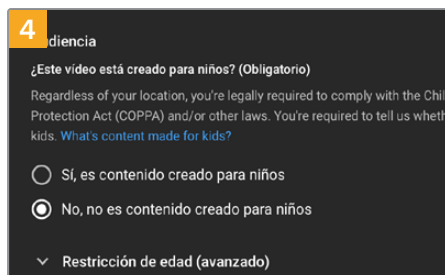 4
udiencia
¿Este vídeo está creado para niños? (Obligatorio)
Regardless of your location, you're legally required to comply with the Chil
Protection Act (COPPA) and/or other laws. You're required to tell us wheth
kids. What's content made for kids?
Sí, es contenido creado para niños
No, no es contenido creado para niños
Restricción de edad (avanzado)